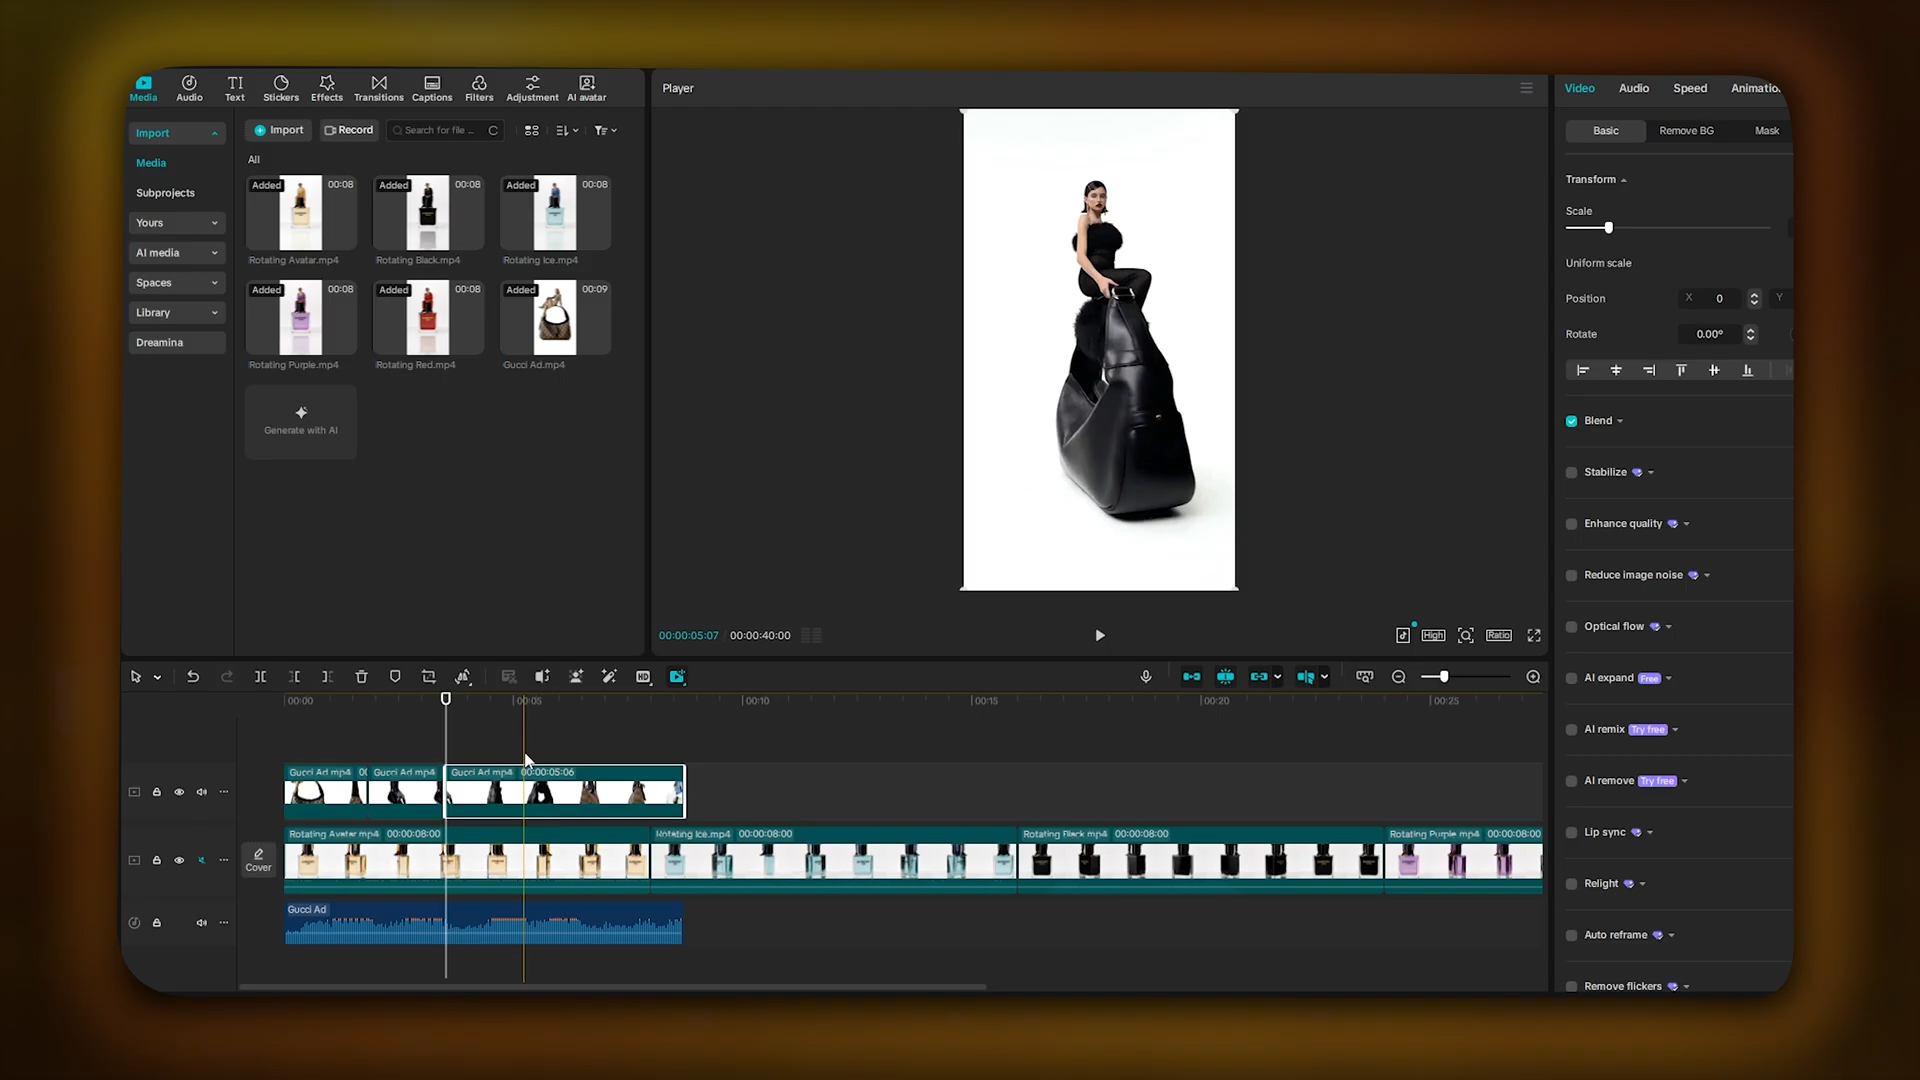 Media Audio Text Stickers Effects Transitions Captions Filters Adjustment AI avatar
Import
Media
Subprojects
Yours
AI media
Spaces
Library
Dreamina
Import Record Search for file ...
All
Added 00:08
Added 00:08
Added 00:08
Rotating Avatar.mp4
Rotating Black.mp4
Rotating Ice.mp4
Added 00:08
Added 00:08
Added 00:09
Rotating Purple.mp4
Rotating Red.mp4
Gucci Ad.mp4
Generate with AI
Player
00:00:05:07 00:00:40:00
High Ratio
Video Audio Speed Animatio
Basic Remove BG Mask
Transform
Scale
Uniform scale
Position X 0 Y
Rotate 0.00°
Blend
Stabilize
Enhance quality
Reduce image noise
Optical flow
AI expand Free
AI remix Try free
AI remove Try free
Lip sync
Relight
Auto reframe
Remove flickers
00:00 00:05 00:10 00:15 00:20 00:25
Gucci Ad mp4 00
Gucci Ad mp4
Gucci Ad mp4 00:00:05:06
Cover
Rotating Avatar mp4 00:00:08:00
Rotating Ice.mp4 00:00:08:00
Rotating Black mp4 00:00:08:00
Rotating Purple mp4 00:00:08:00
Gucci Ad